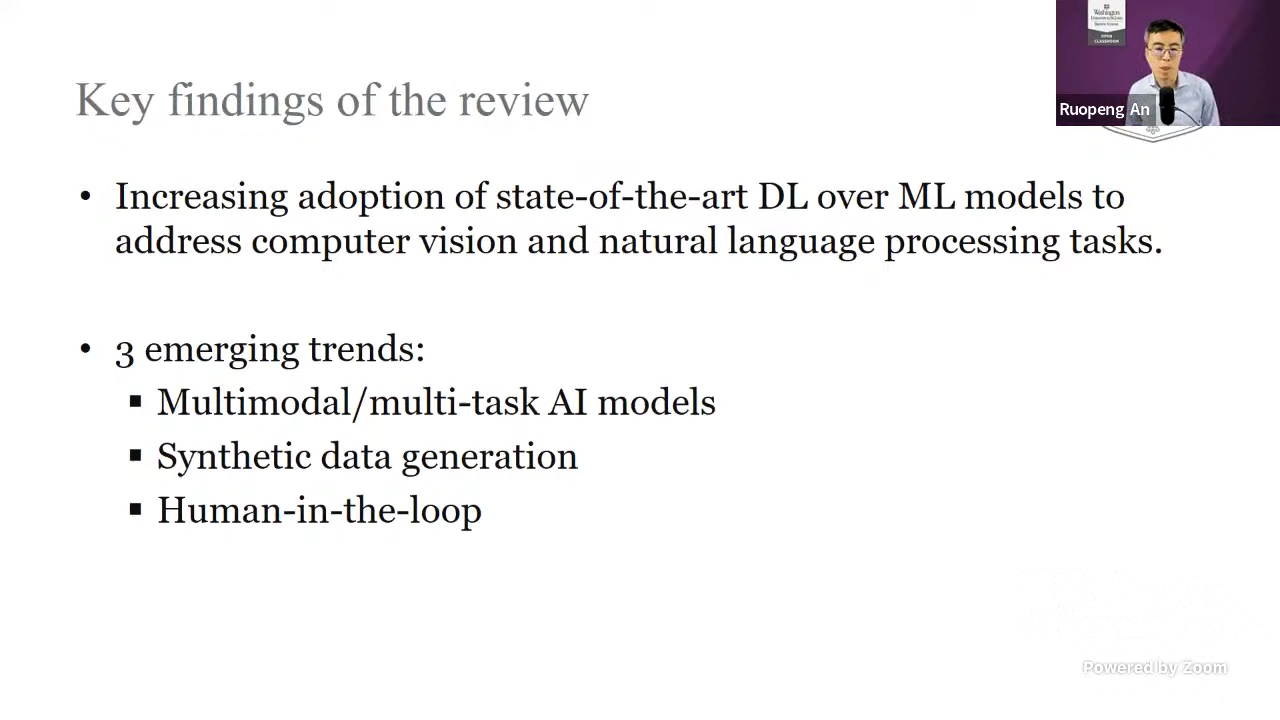 Key findings of the review
Washington
Ruopeng An
• Increasing adoption of state-of-the-art DL over ML models to
address computer vision and natural language processing tasks.
• 3 emerging trends:
▪ Multimodal/multi-task AI models
▪ Synthetic data generation
▪ Human-in-the-loop
Powered by Zoom